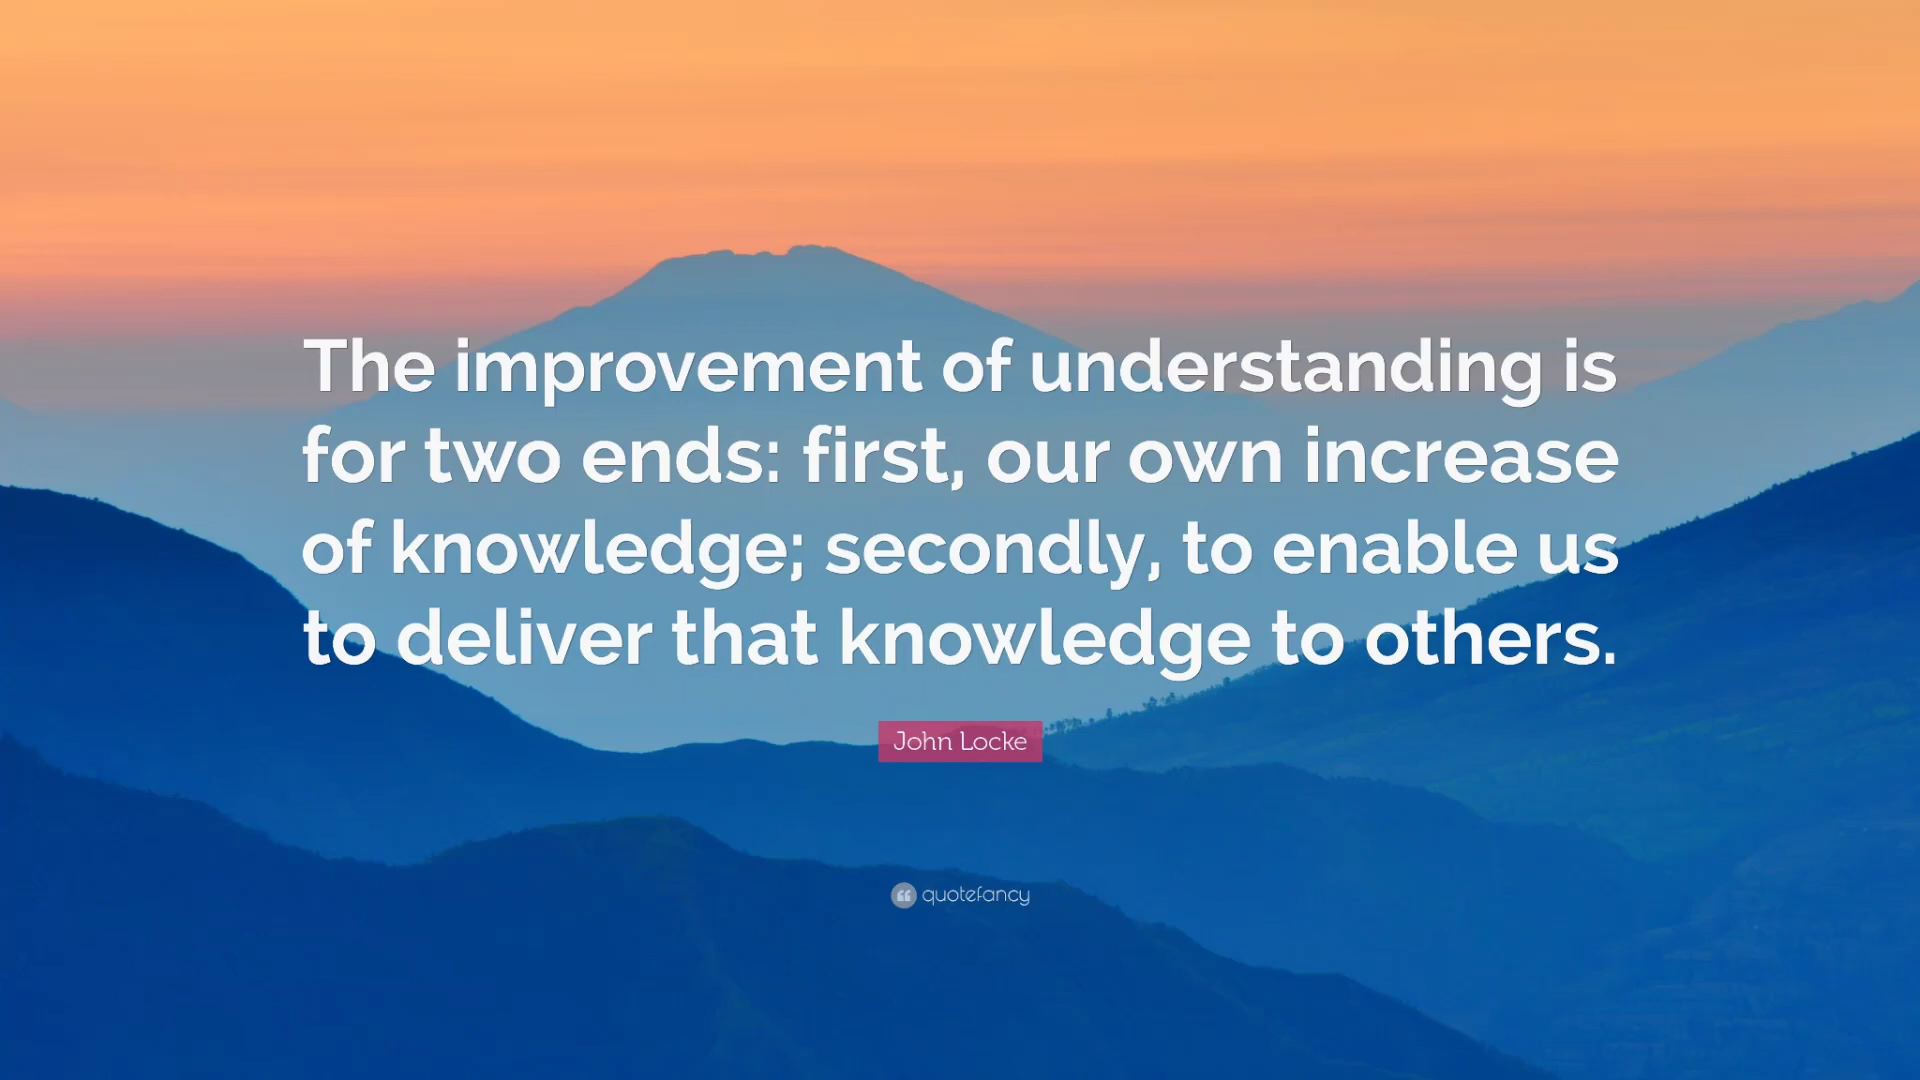 The improvement of understanding is
for two ends: first, our own increase
of knowledge; secondly, to enable us
to deliver that knowledge to others.
John Locke
quotefancy